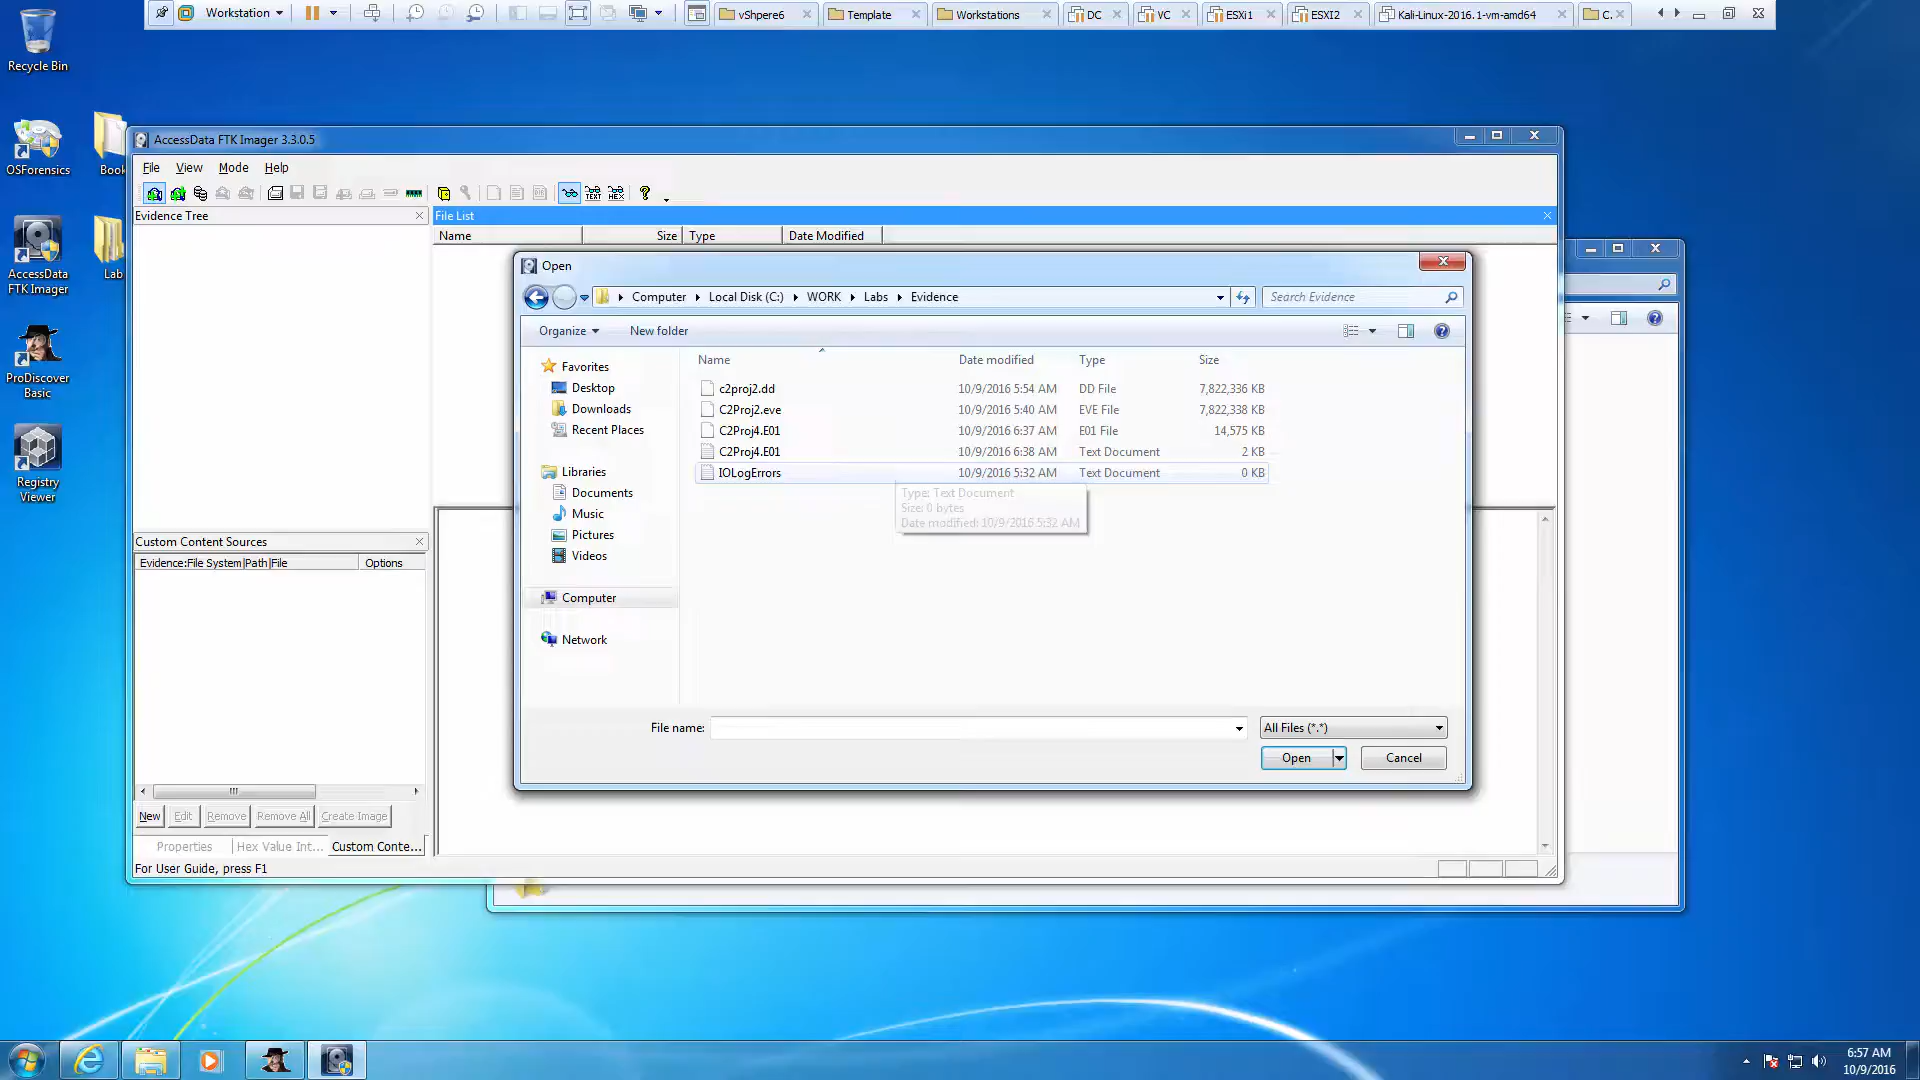 Workstation
vShpere6
Template
Workstations
DC
VC
ESXi1
ESXI2
Kali-Linux-2016.1-vm-amd64
C.
Recycle Bin
OSForensics
Book
AccessData
FTK Imager
Lab
ProDiscover
Basic
Registry
Viewer
AccessData FTK Imager 3.3.0.5
File View Mode Help
TEXT HEX
Evidence Tree
File List
Name Size Type Date Modified
Open
Computer Local Disk (C:) WORK Labs Evidence
Search Evidence
Organize New folder
Favorites
Desktop
Downloads
Recent Places
Libraries
Documents
Music
Pictures
Videos
Computer
Network
Name Date modified Type Size
c2proj2.dd 10/9/2016 5:54 AM DD File 7,822,336 KB
C2Proj2.eve 10/9/2016 5:40 AM EVE File 7,822,338 KB
C2Proj4.E01 10/9/2016 6:37 AM E01 File 14,575 KB
C2Proj4.E01 10/9/2016 6:38 AM Text Document 2 KB
IOLogErrors 10/9/2016 5:32 AM Text Document 0 KB
Type: Text Document
Size: 0 bytes
Date modified: 10/9/2016 5:32 AM
File name:
All Files (*.*)
Open Cancel
Custom Content Sources
Evidence:File System|Path|File Options
New Edit Remove Remove All Create Image
Properties Hex Value Int... Custom Conte...
For User Guide, press F1
6:57 AM
10/9/2016